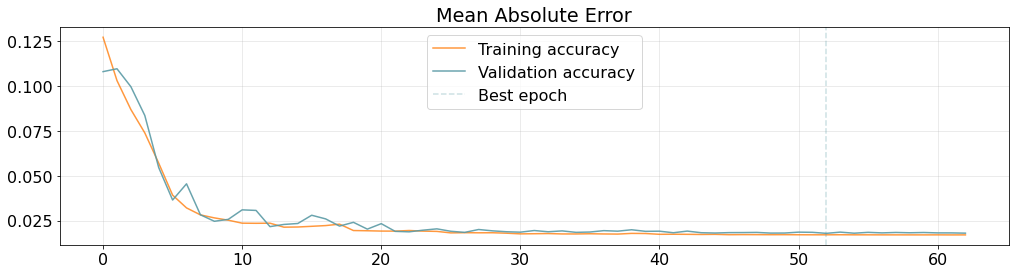 Mean Absolute Error
0.125
0.100
0.075
0.050
0.025
Training accuracy
Validation accuracy
Best epoch
0 10 20 30 40 50 60